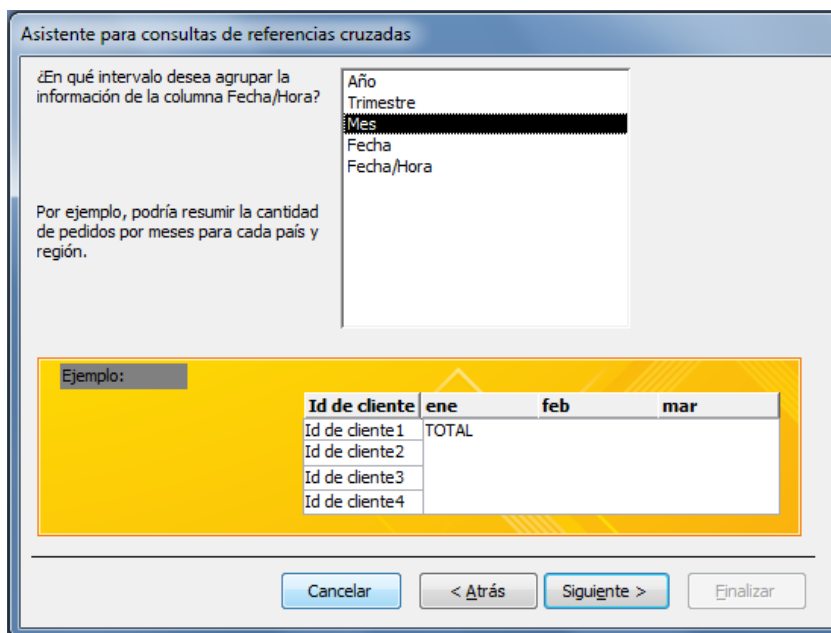 Asistente para consultas de referencias cruzadas
¿En qué intervalo desea agrupar la
información de la columna Fecha/Hora?
Año
Trimestre
Mes
Fecha
Fecha/Hora
Por ejemplo, podría resumir la cantidad
de pedidos por meses para cada país y
región.
Ejemplo:
Id de cliente ene feb mar
Id de cliente1 TOTAL
Id de cliente2
Id de cliente3
Id de cliente4
Cancelar < Atrás Siguiente > Finalizar